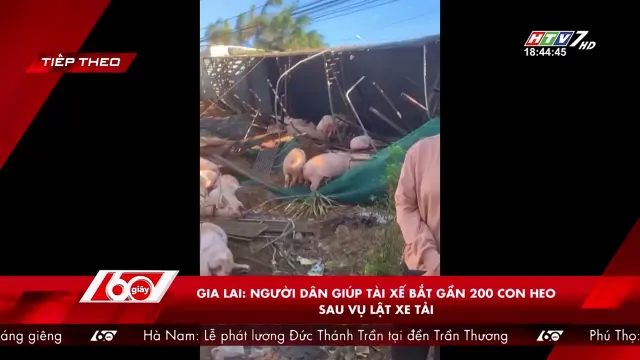 TIẾP THEO
HTV7 HD
18:44:45
60 giây
GIA LAI: NGƯỜI DÂN GIÚP TÀI XẾ BẮT GẦN 200 CON HEO
SAU VỤ LẬT XE TẢI
áng giêng 60 Hà Nam: Lễ phát lương Đức Thánh Trần tại đền Trần Thương 60 Phú Thọ: